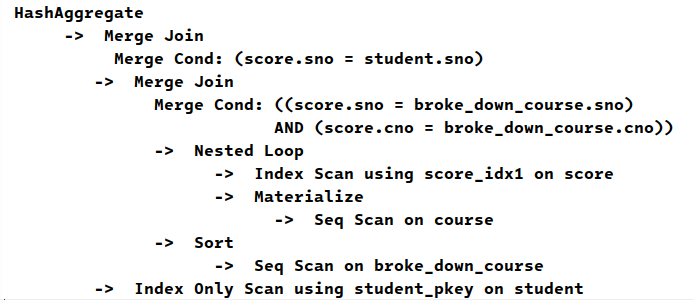 HashAggregate
-> Merge Join
Merge Cond: (score.sno = student.sno)
-> Merge Join
Merge Cond: ((score.sno = broke_down_course.sno)
AND (score.cno = broke_down_course.cno))
-> Nested Loop
-> Index Scan using score_idx1 on score
-> Materialize
-> Seq Scan on course
-> Sort
-> Seq Scan on broke_down_course
-> Index Only Scan using student_pkey on student